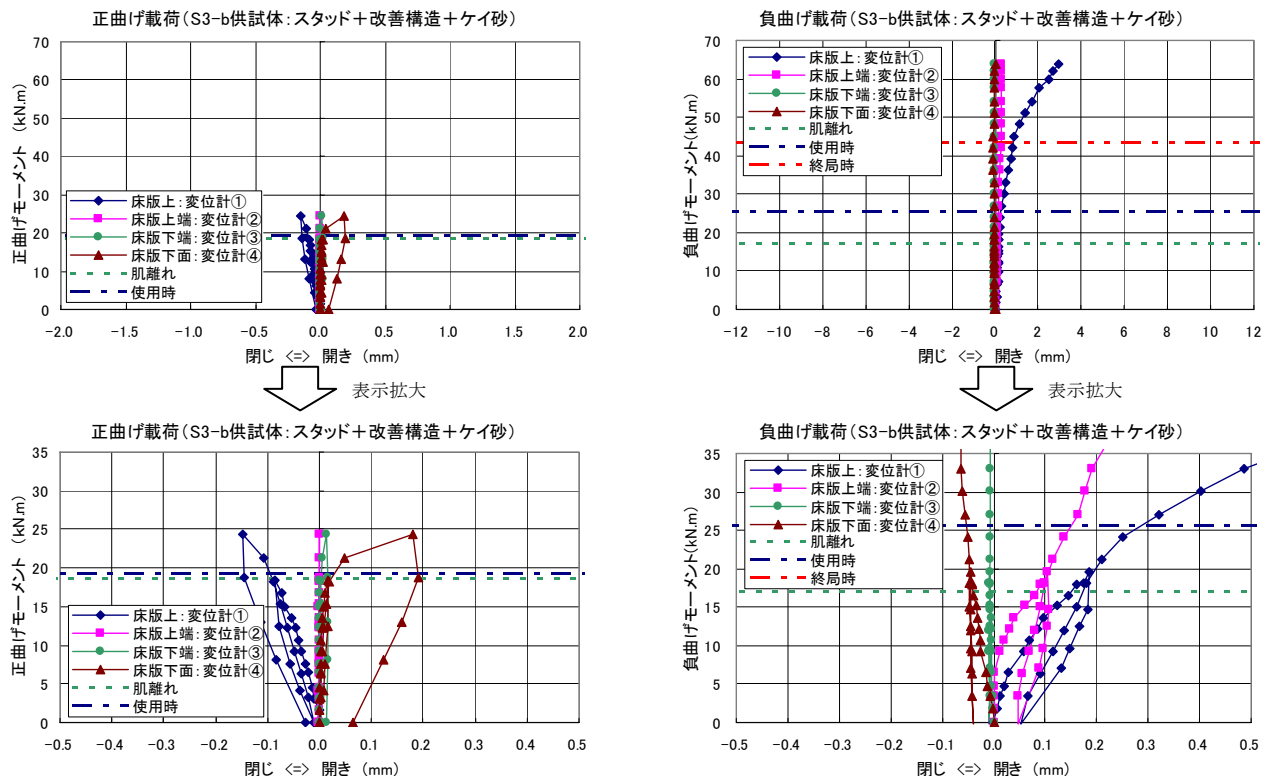 正曲げ載荷(S3-b供試体:スタッド+改善構造+ケイ砂)
70
60
50
40
30
20
10
0
正曲げモーメント (kN.m)
床版上:変位計①
床版上端:変位計②
床版下端:変位計③
床版下面:変位計④
肌離れ
使用時
-2.0 -1.5 -1.0 -0.5 0.0 0.5 1.0 1.5 2.0
閉じ <=> 開き (mm)
表示拡大
負曲げ載荷(S3-b供試体:スタッド+改善構造+ケイ砂)
70
60
50
40
30
20
10
0
負曲げモーメント(kN.m)
床版上:変位計①
床版上端:変位計②
床版下端:変位計③
床版下面:変位計④
肌離れ
使用時
終局時
-12 -10 -8 -6 -4 -2 0 2 4 6 8 10 12
閉じ <=> 開き (mm)
表示拡大
正曲げ載荷(S3-b供試体:スタッド+改善構造+ケイ砂)
35
30
25
20
15
10
5
0
正曲げモーメント (kN.m)
床版上:変位計①
床版上端:変位計②
床版下端:変位計③
床版下面:変位計④
肌離れ
使用時
-0.5 -0.4 -0.3 -0.2 -0.1 0.0 0.1 0.2 0.3 0.4 0.5
閉じ <=> 開き (mm)
負曲げ載荷(S3-b供試体:スタッド+改善構造+ケイ砂)
35
30
25
20
15
10
5
0
負曲げモーメント(kN.m)
床版上:変位計①
床版上端:変位計②
床版下端:変位計③
床版下面:変位計④
肌離れ
使用時
終局時
-0.5 -0.4 -0.3 -0.2 -0.1 0.0 0.1 0.2 0.3 0.4 0.5
閉じ <=> 開き (mm)